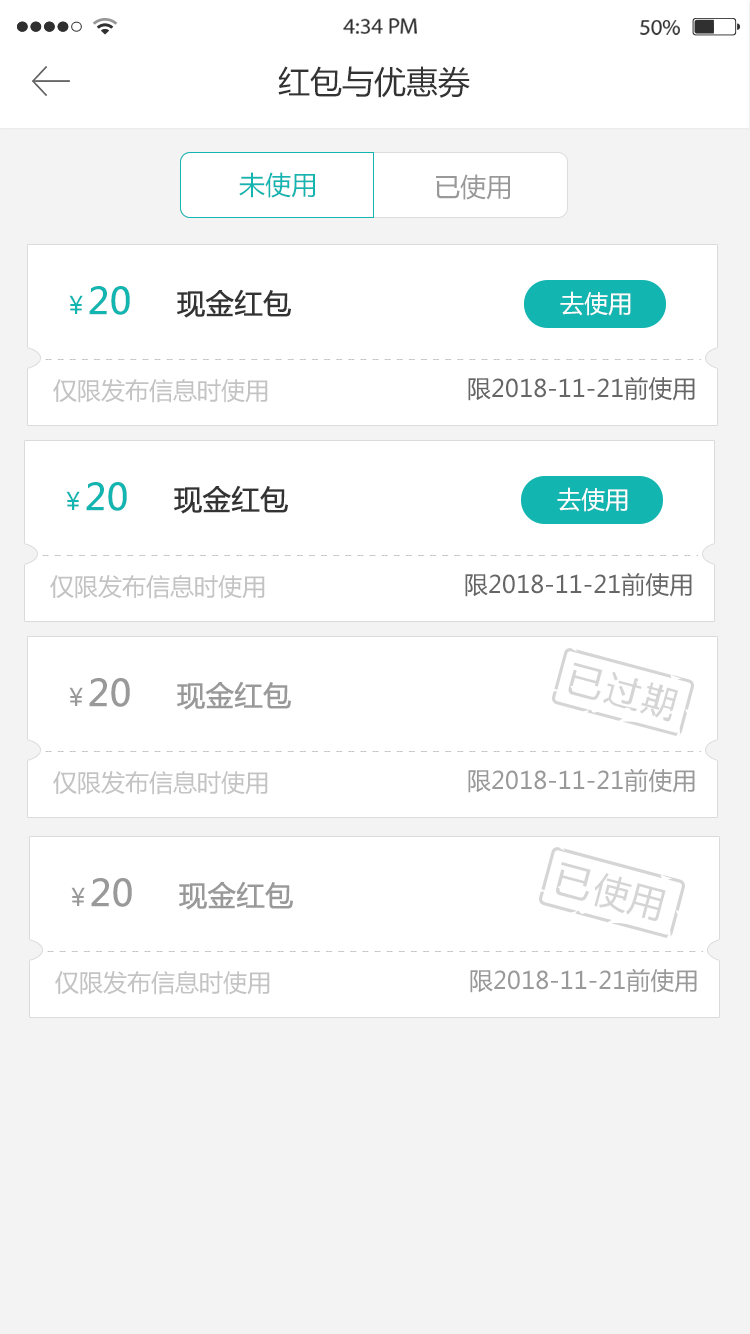 4:34 PM
50%
红包与优惠券
未使用
已使用
¥20 现金红包 去使用
仅限发布信息时使用 限2018-11-21前使用
¥20 现金红包 去使用
仅限发布信息时使用 限2018-11-21前使用
¥20 现金红包 已过期
仅限发布信息时使用 限2018-11-21前使用
¥20 现金红包 已使用
仅限发布信息时使用 限2018-11-21前使用